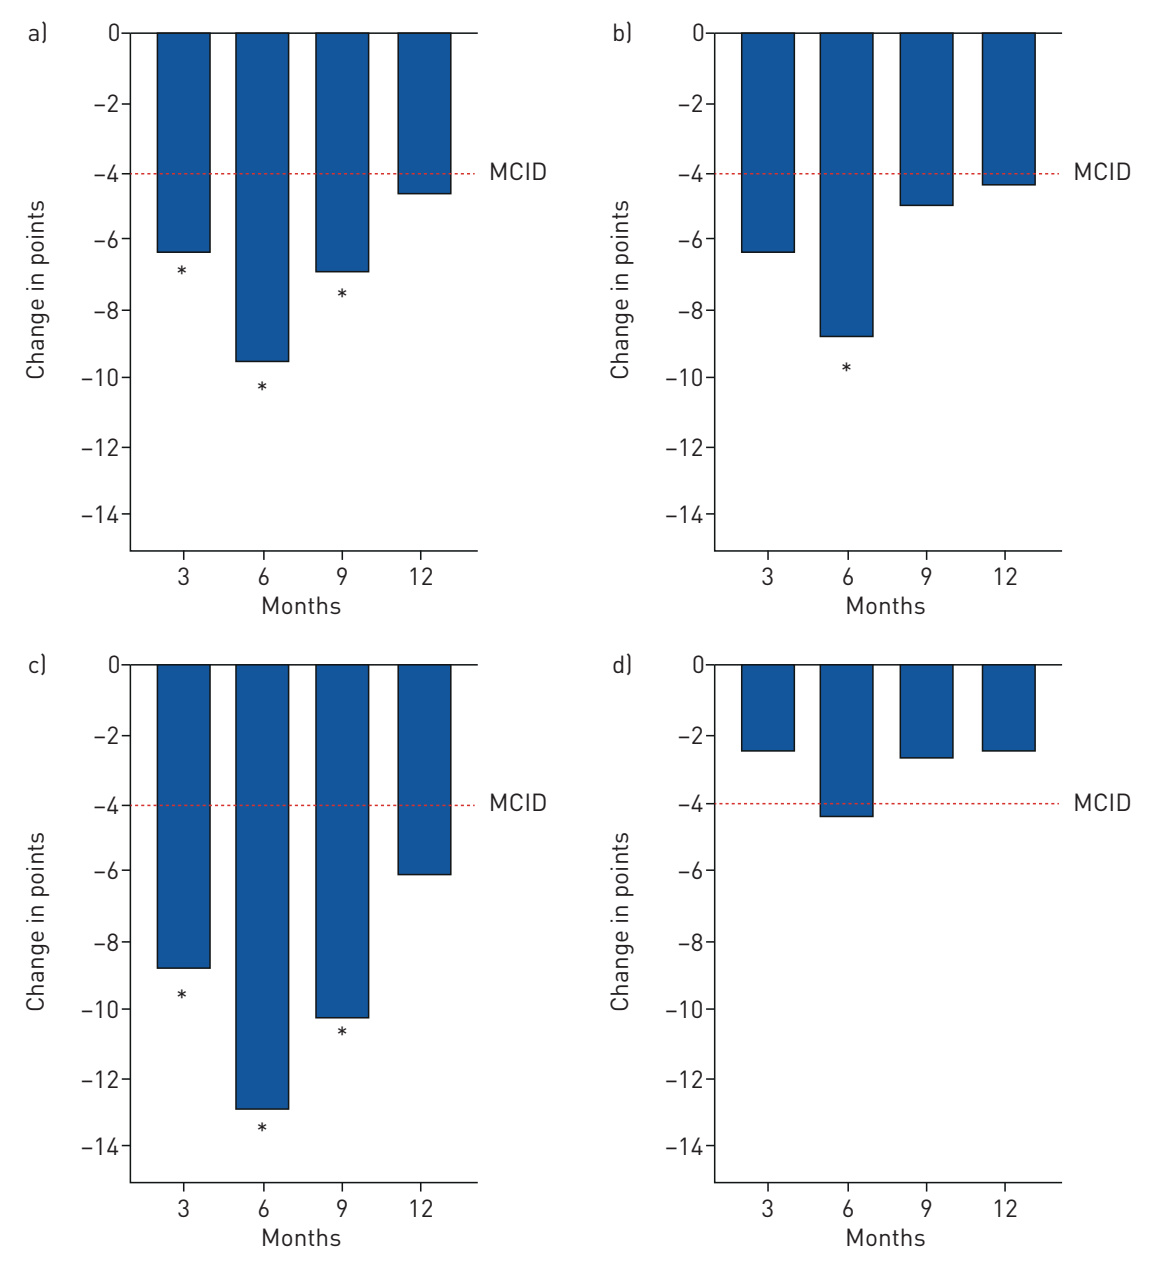 a)
0
–2
–4
–6
–8
–10
–12
–14
Change in points
MCID
*
*
*
3 6 9 12
Months
b)
0
–2
–4
–6
–8
–10
–12
–14
Change in points
MCID
*
3 6 9 12
Months
c)
0
–2
–4
–6
–8
–10
–12
–14
Change in points
MCID
*
*
*
3 6 9 12
Months
d)
0
–2
–4
–6
–8
–10
–12
–14
Change in points
MCID
3 6 9 12
Months